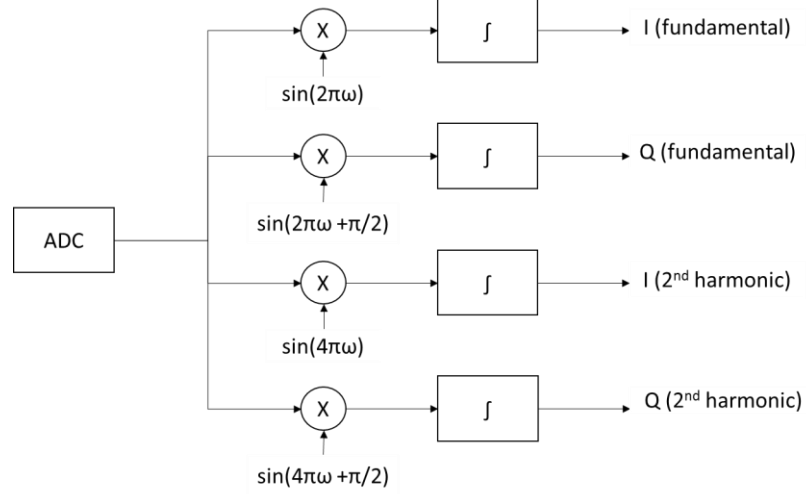 X
∫
I (fundamental)
sin(2πω)
X
∫
Q (fundamental)
sin(2πω +π/2)
ADC
X
∫
I (2nd harmonic)
sin(4πω)
X
∫
Q (2nd harmonic)
sin(4πω +π/2)